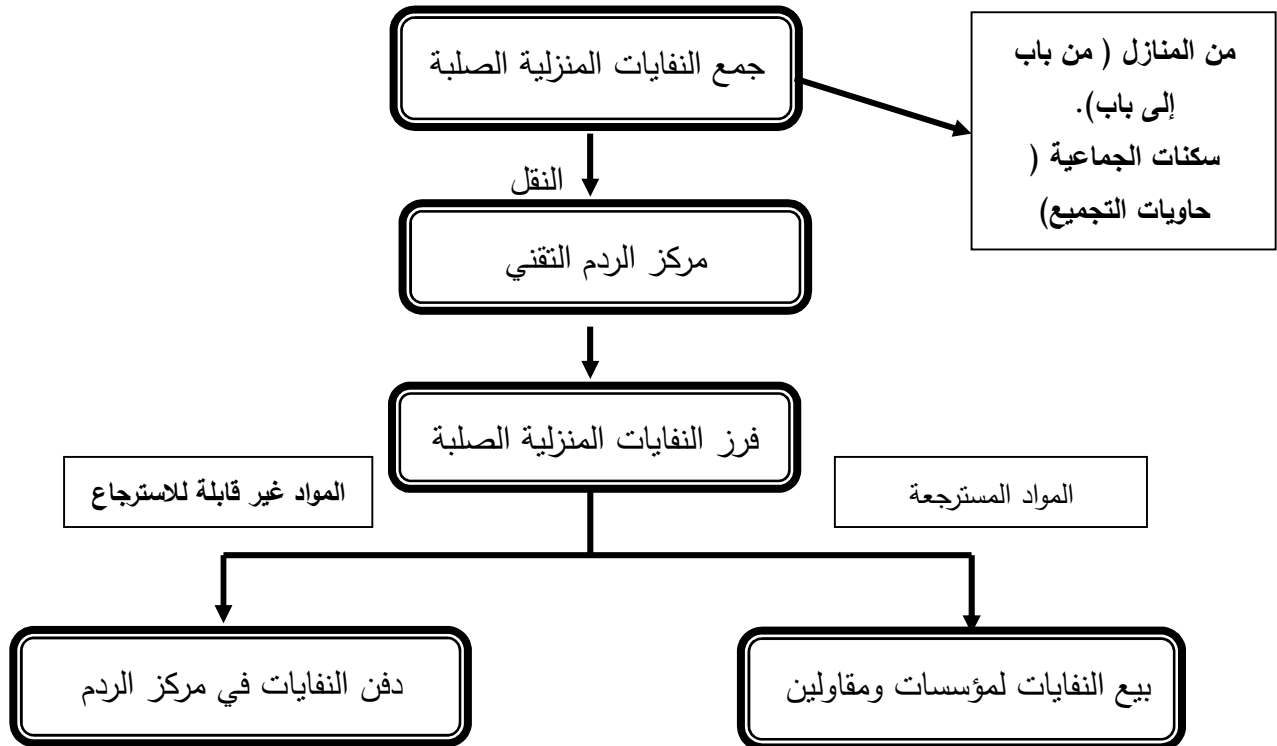 جمع النفايات المنزلية الصلبة
من المنازل ( من باب
إلى باب).
سكنات الجماعية (
حاويات التجميع)
النقل
مركز الردم التقني
فرز النفايات المنزلية الصلبة
المواد المسترجعة
المواد غير قابلة للاسترجاع
بيع النفايات لمؤسسات ومقاولين
دفن النفايات في مركز الردم